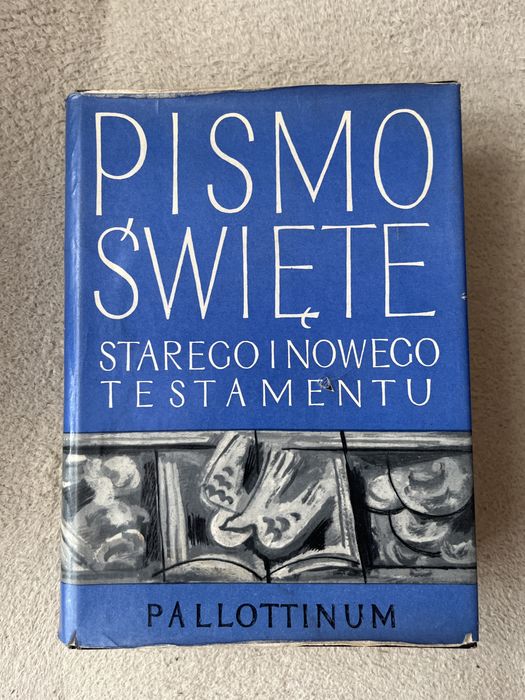 PISMO
ŚWIĘTE
STAREGO I NOWEGO
TESTAMENTU
PALLOTTINUM